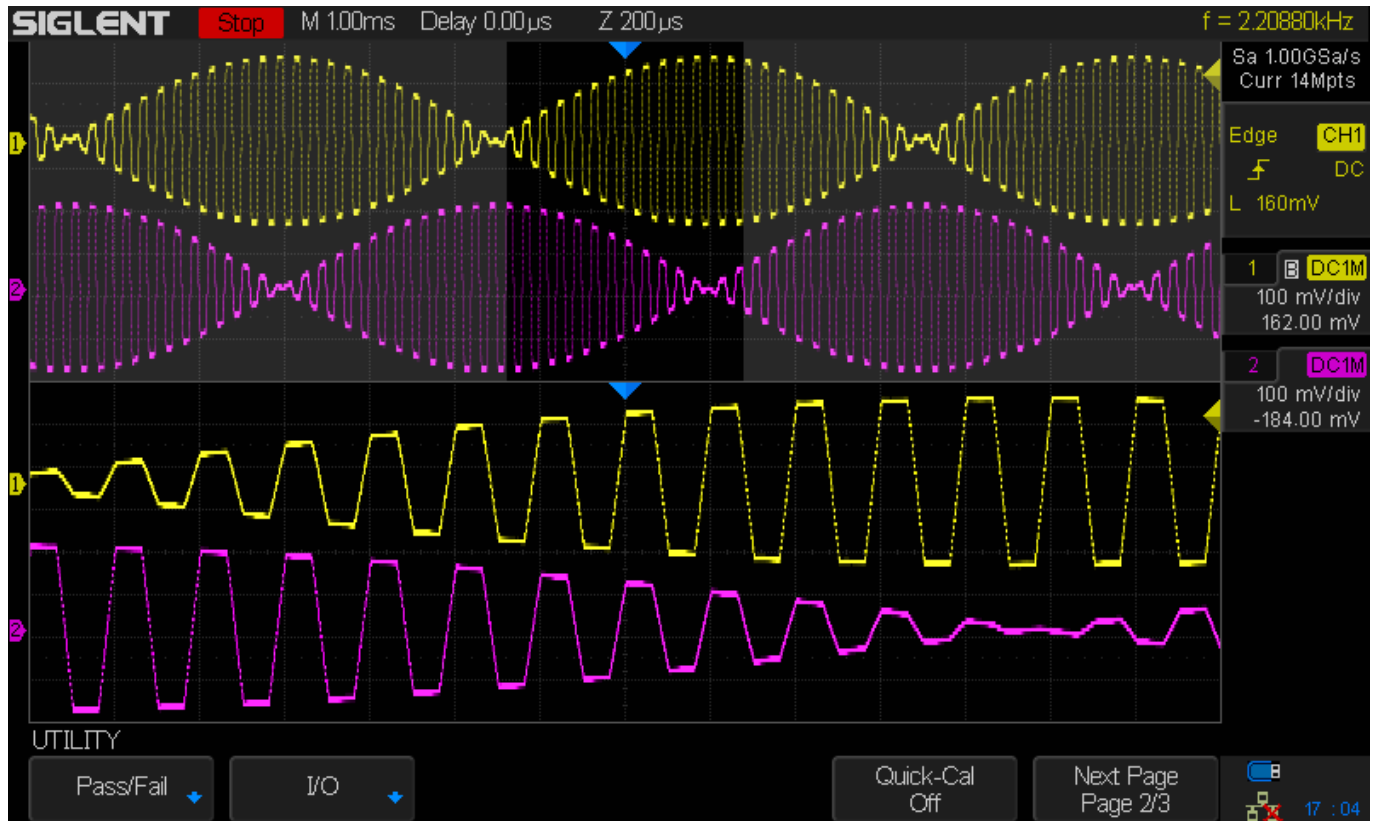 SIGLENT Stop M 1.00ms Delay 0.00μs Z 200μs f = 2.20880kHz
Sa 1.00GSa/s
Curr 14Mpts
Edge CH1
DC
L 160mV
1 B DC1M
100 mV/div
162.00 mV
2 DC1M
100 mV/div
-184.00 mV
1
2
1
2
UTILITY
Pass/Fail I/O Quick-Cal Next Page
Off Page 2/3
17 : 04